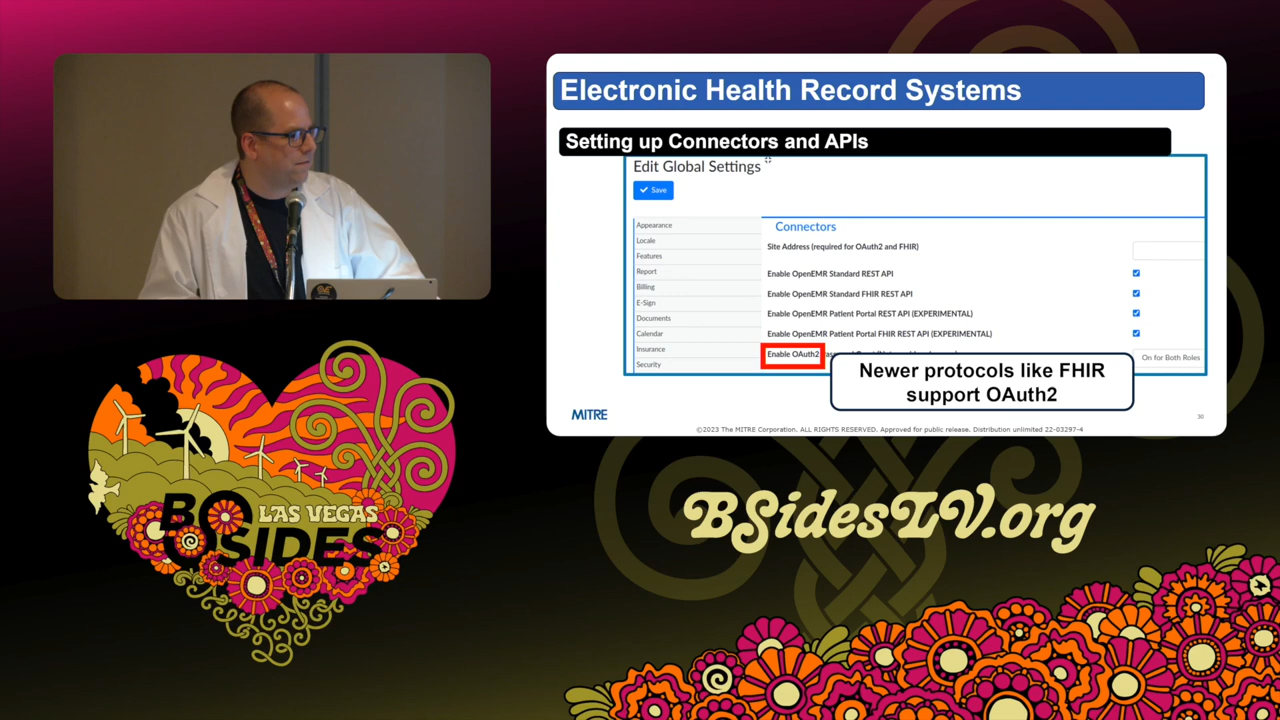 Electronic Health Record Systems
Setting up Connectors and APIs
Edit Global Settings
Save
Appearance
Locale
Features
Report
Billing
E-Sign
Documents
Calendar
Insurance
Security
Connectors
Site Address (required for OAuth2 and FHIR)
Enable OpenEMR Standard REST API
Enable OpenEMR Standard FHIR REST API
Enable OpenEMR Patient Portal REST API (EXPERIMENTAL)
Enable OpenEMR Patient Portal FHIR REST API (EXPERIMENTAL)
Enable OAuth2
On for Both Roles
Newer protocols like FHIR
support OAuth2
MITRE
30
©2023 The MITRE Corporation. ALL RIGHTS RESERVED. Approved for public release. Distribution unlimited 22-03297-4
BSIDES
LAS VEGAS
23
BSidesLV.org